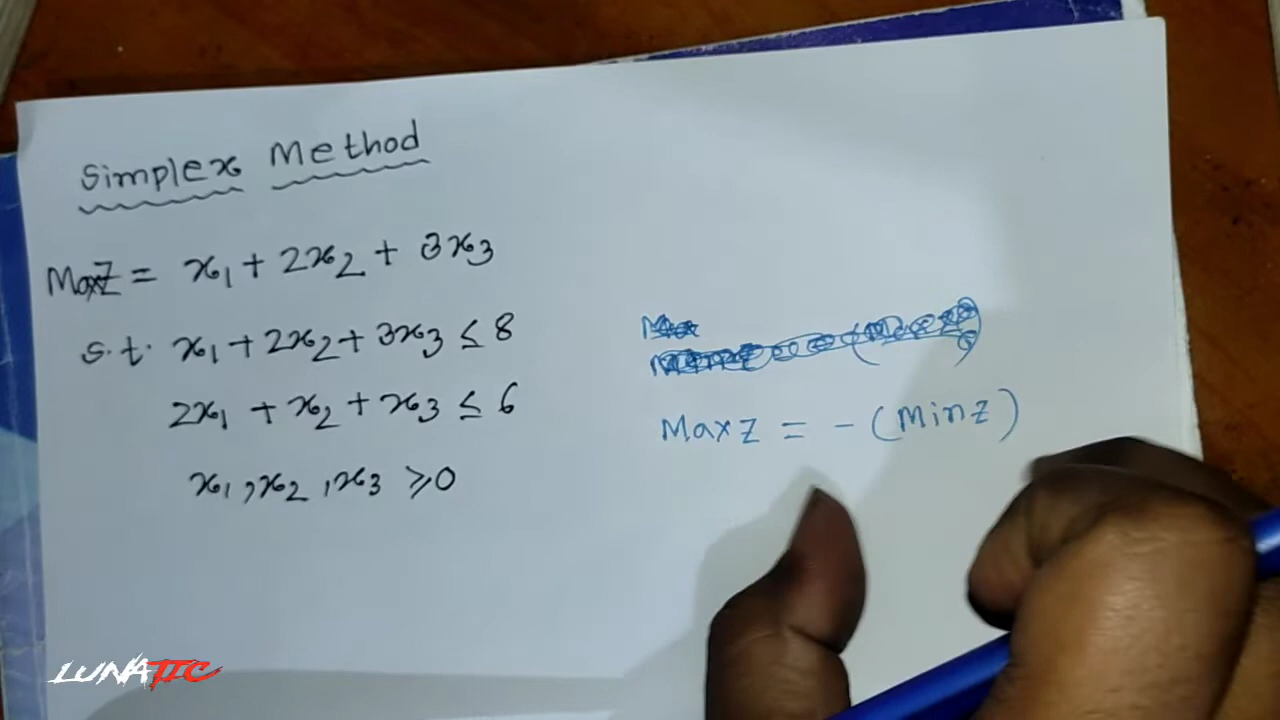 Simplex Method
MaxZ = x₁ + 2x₂ + 3x₃
s.t. x₁ + 2x₂ + 3x₃ ≤ 8
2x₁ + x₂ + x₃ ≤ 6
x₁, x₂, x₃ ≥ 0
Max Z = - (Min Z)
LUNATIC